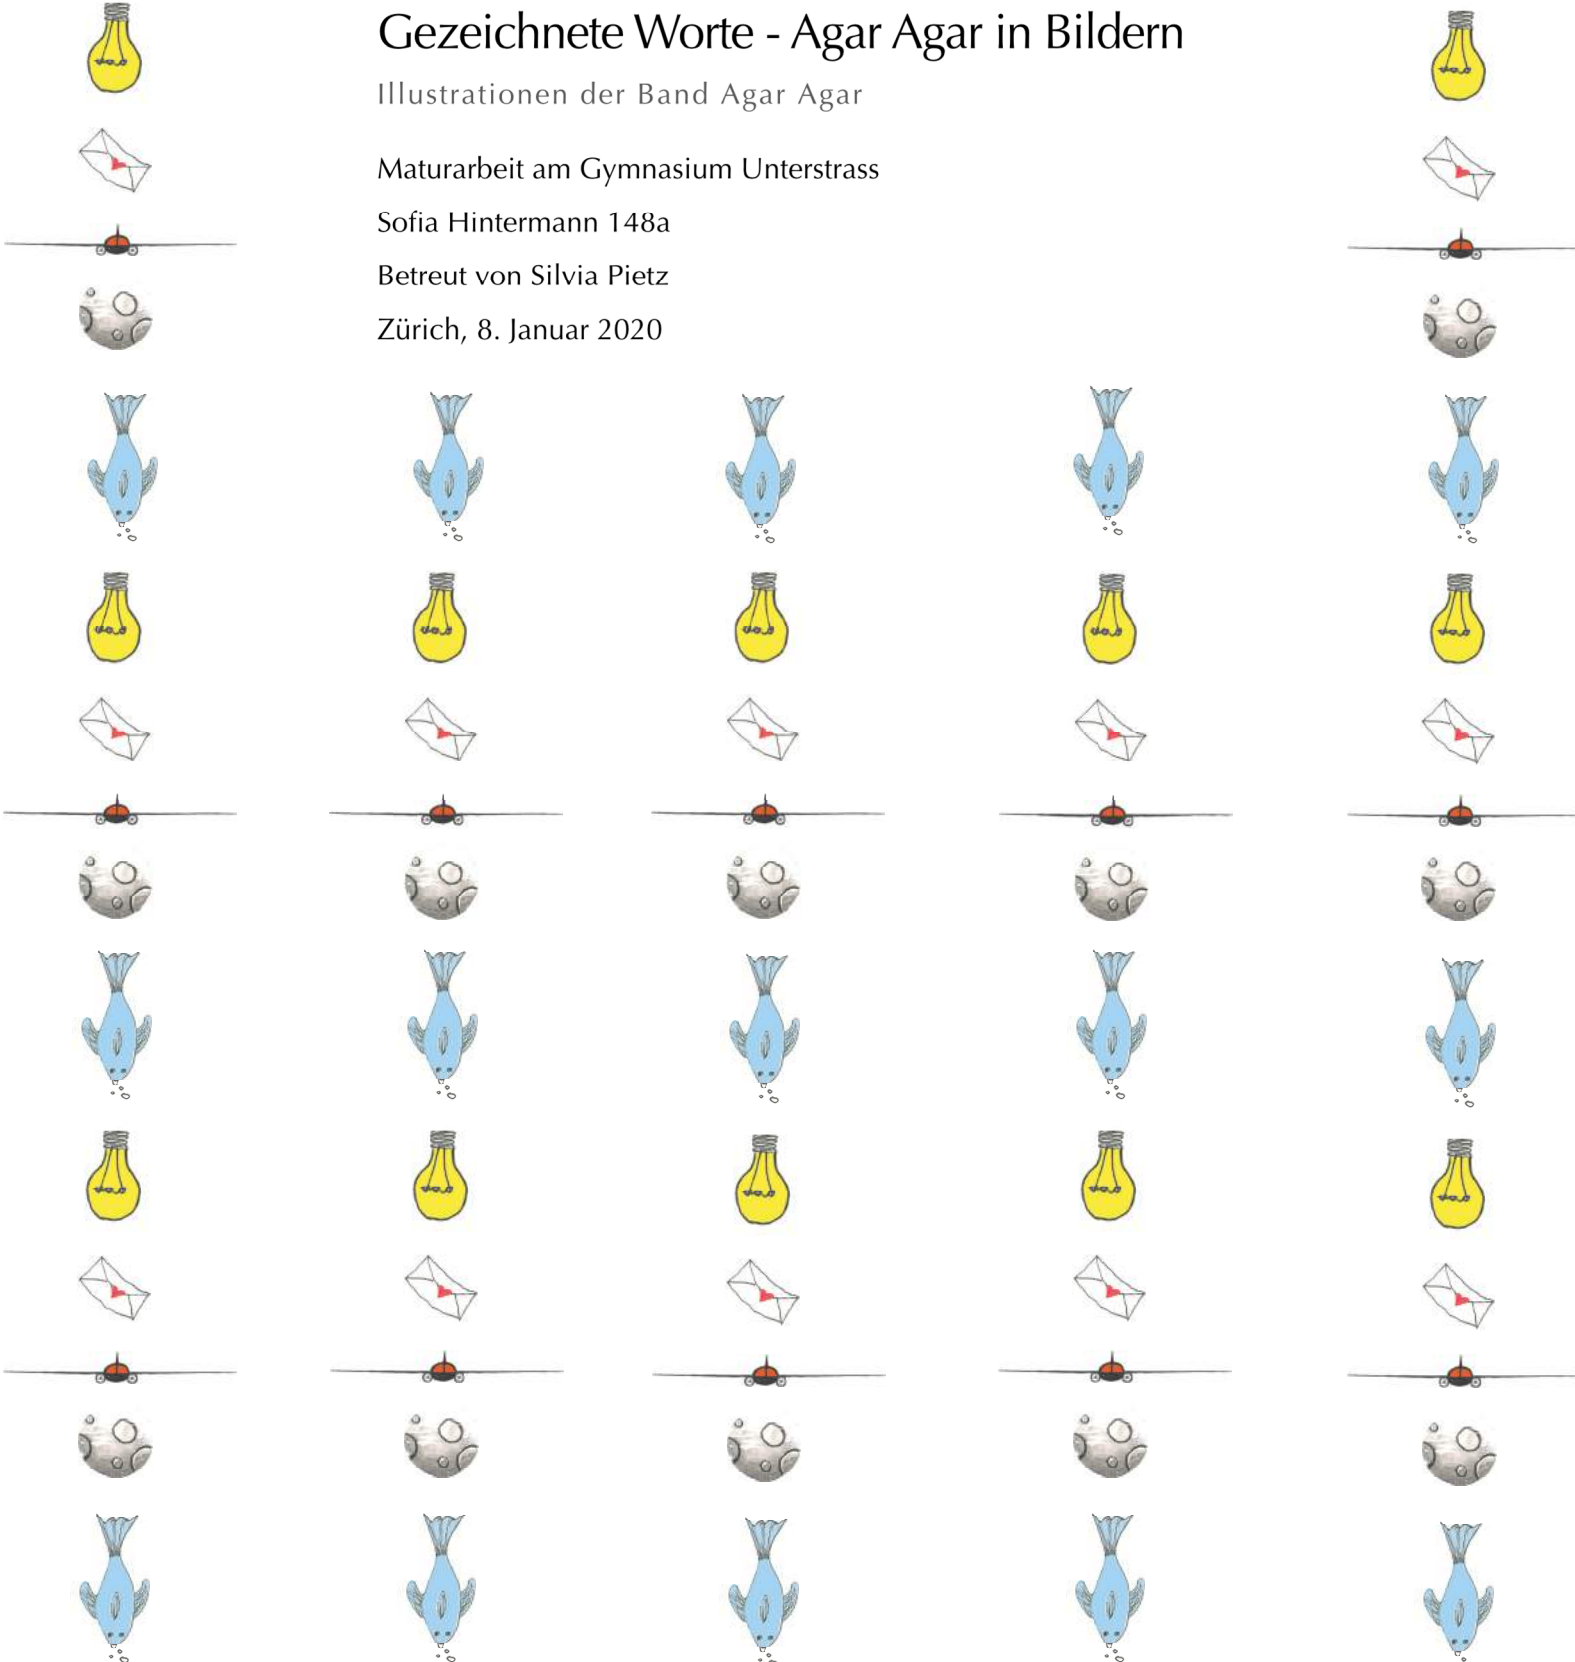 Gezeichnete Worte - Agar Agar in Bildern
Illustrationen der Band Agar Agar
Maturarbeit am Gymnasium Unterstrass
Sofia Hintermann 148a
Betreut von Silvia Pietz
Zürich, 8. Januar 2020